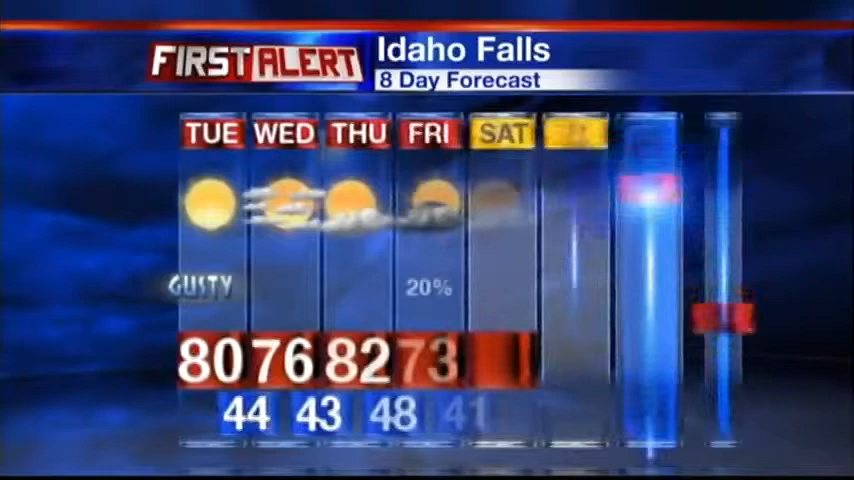 FIRST ALERT
Idaho Falls
8 Day Forecast
TUE WED THU FRI SAT
GUSTY 20%
80 76 82 73
44 43 48 41